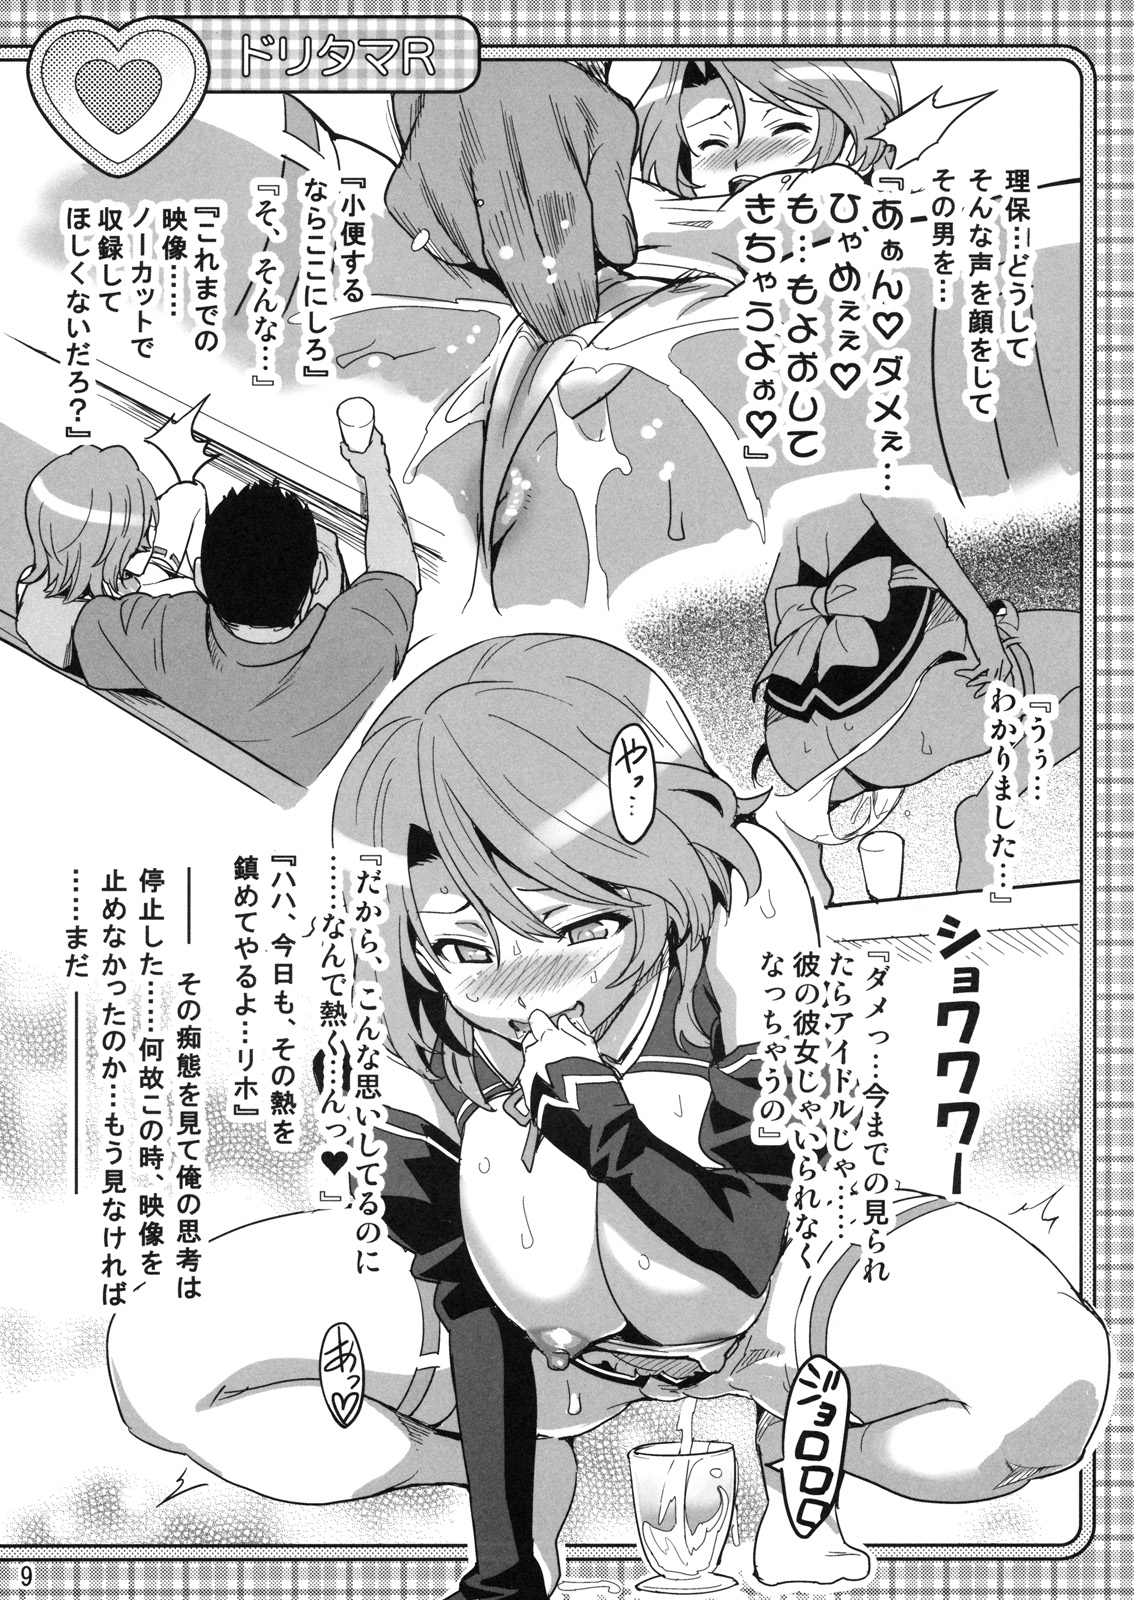 ドリタマR
理保…どうして
そんな声を顔をして
その男を…
『あぁん♡ダメぇ…
ひゃめぇぇ♡
も…もよおして
きちゃうよぉ♡』
『小便する
ならここにしろ』
『そ、そんな…』
『これまでの
映像……
ノーカットで
収録して
ほしくないだろ?』
『うぅ…
わかりました…』
ショワワワー
『ダメっ…今までの見られ
たらアイドルじゃ……
彼の彼女じゃいられなく
なっちゃうの』
やっ…
『だから、こんな思いしてるのに
……なんで熱く……んっ♥』
『ハハ、今日も、その熱を
鎮めてやるよ…リホ』
―― その痴態を見て俺の思考は
停止した……何故この時、映像を
止めなかったのか…もう見なければ
……まだ ――――
あっ♡
ジョロロロロ
9